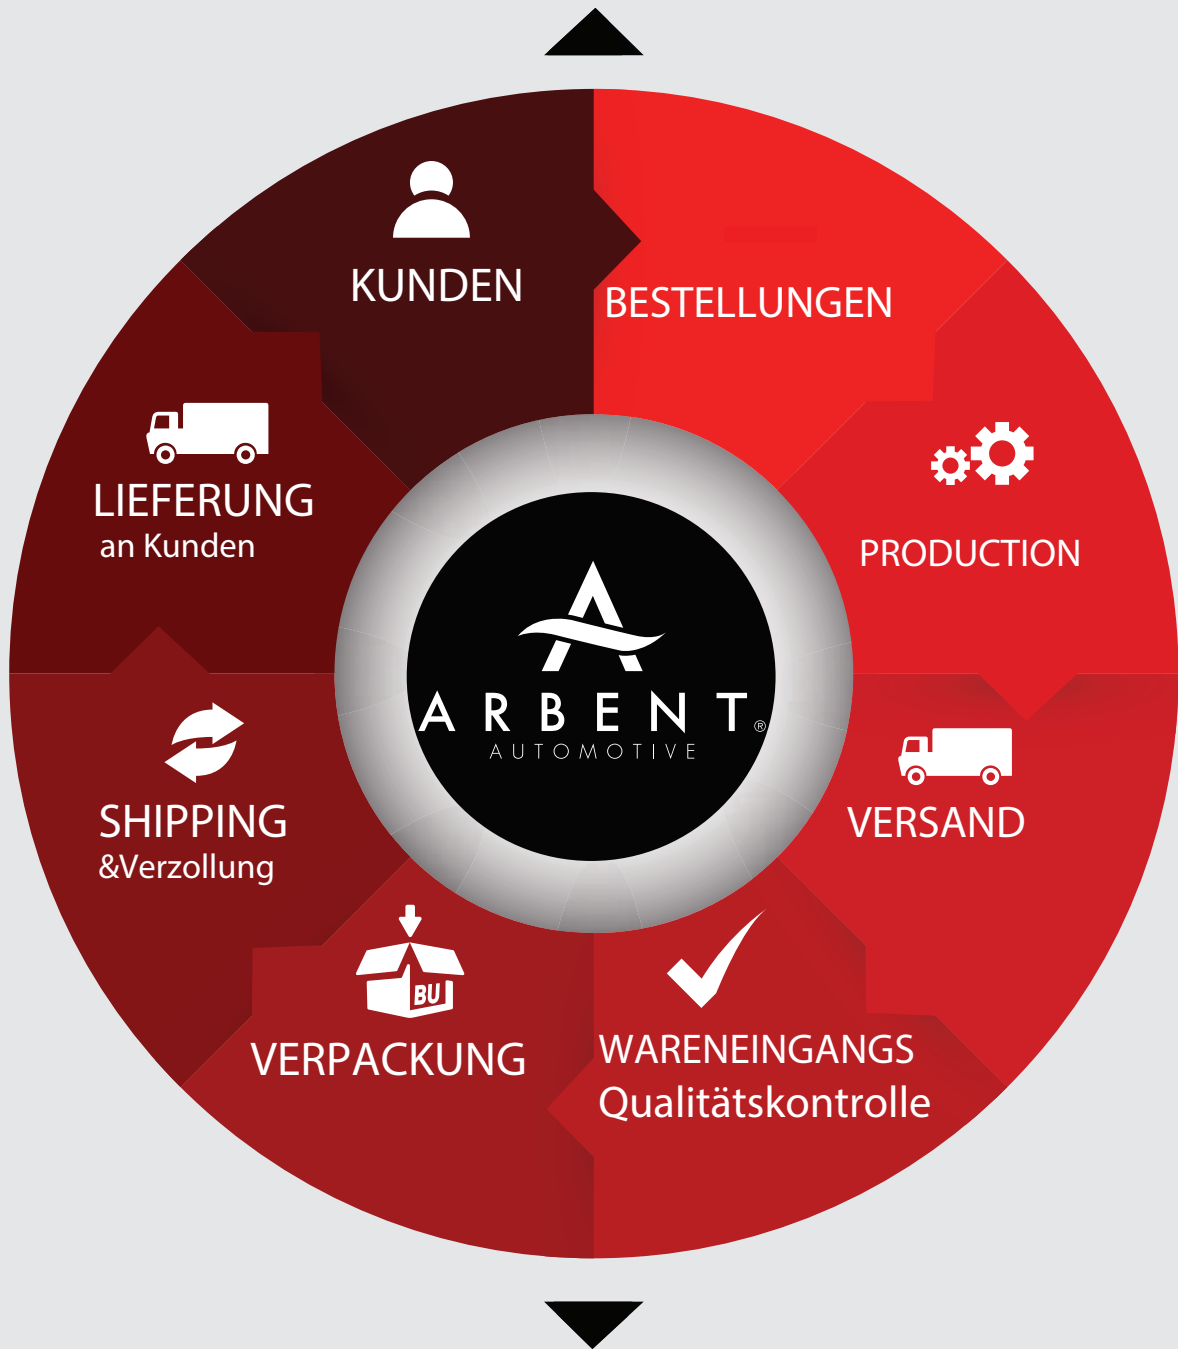 KUNDEN
BESTELLUNGEN
PRODUCTION
VERSAND
WARENEINGANGS
Qualitätskontrolle
VERPACKUNG
BU
SHIPPING
&Verzollung
LIEFERUNG
an Kunden
ARBENT®
AUTOMOTIVE